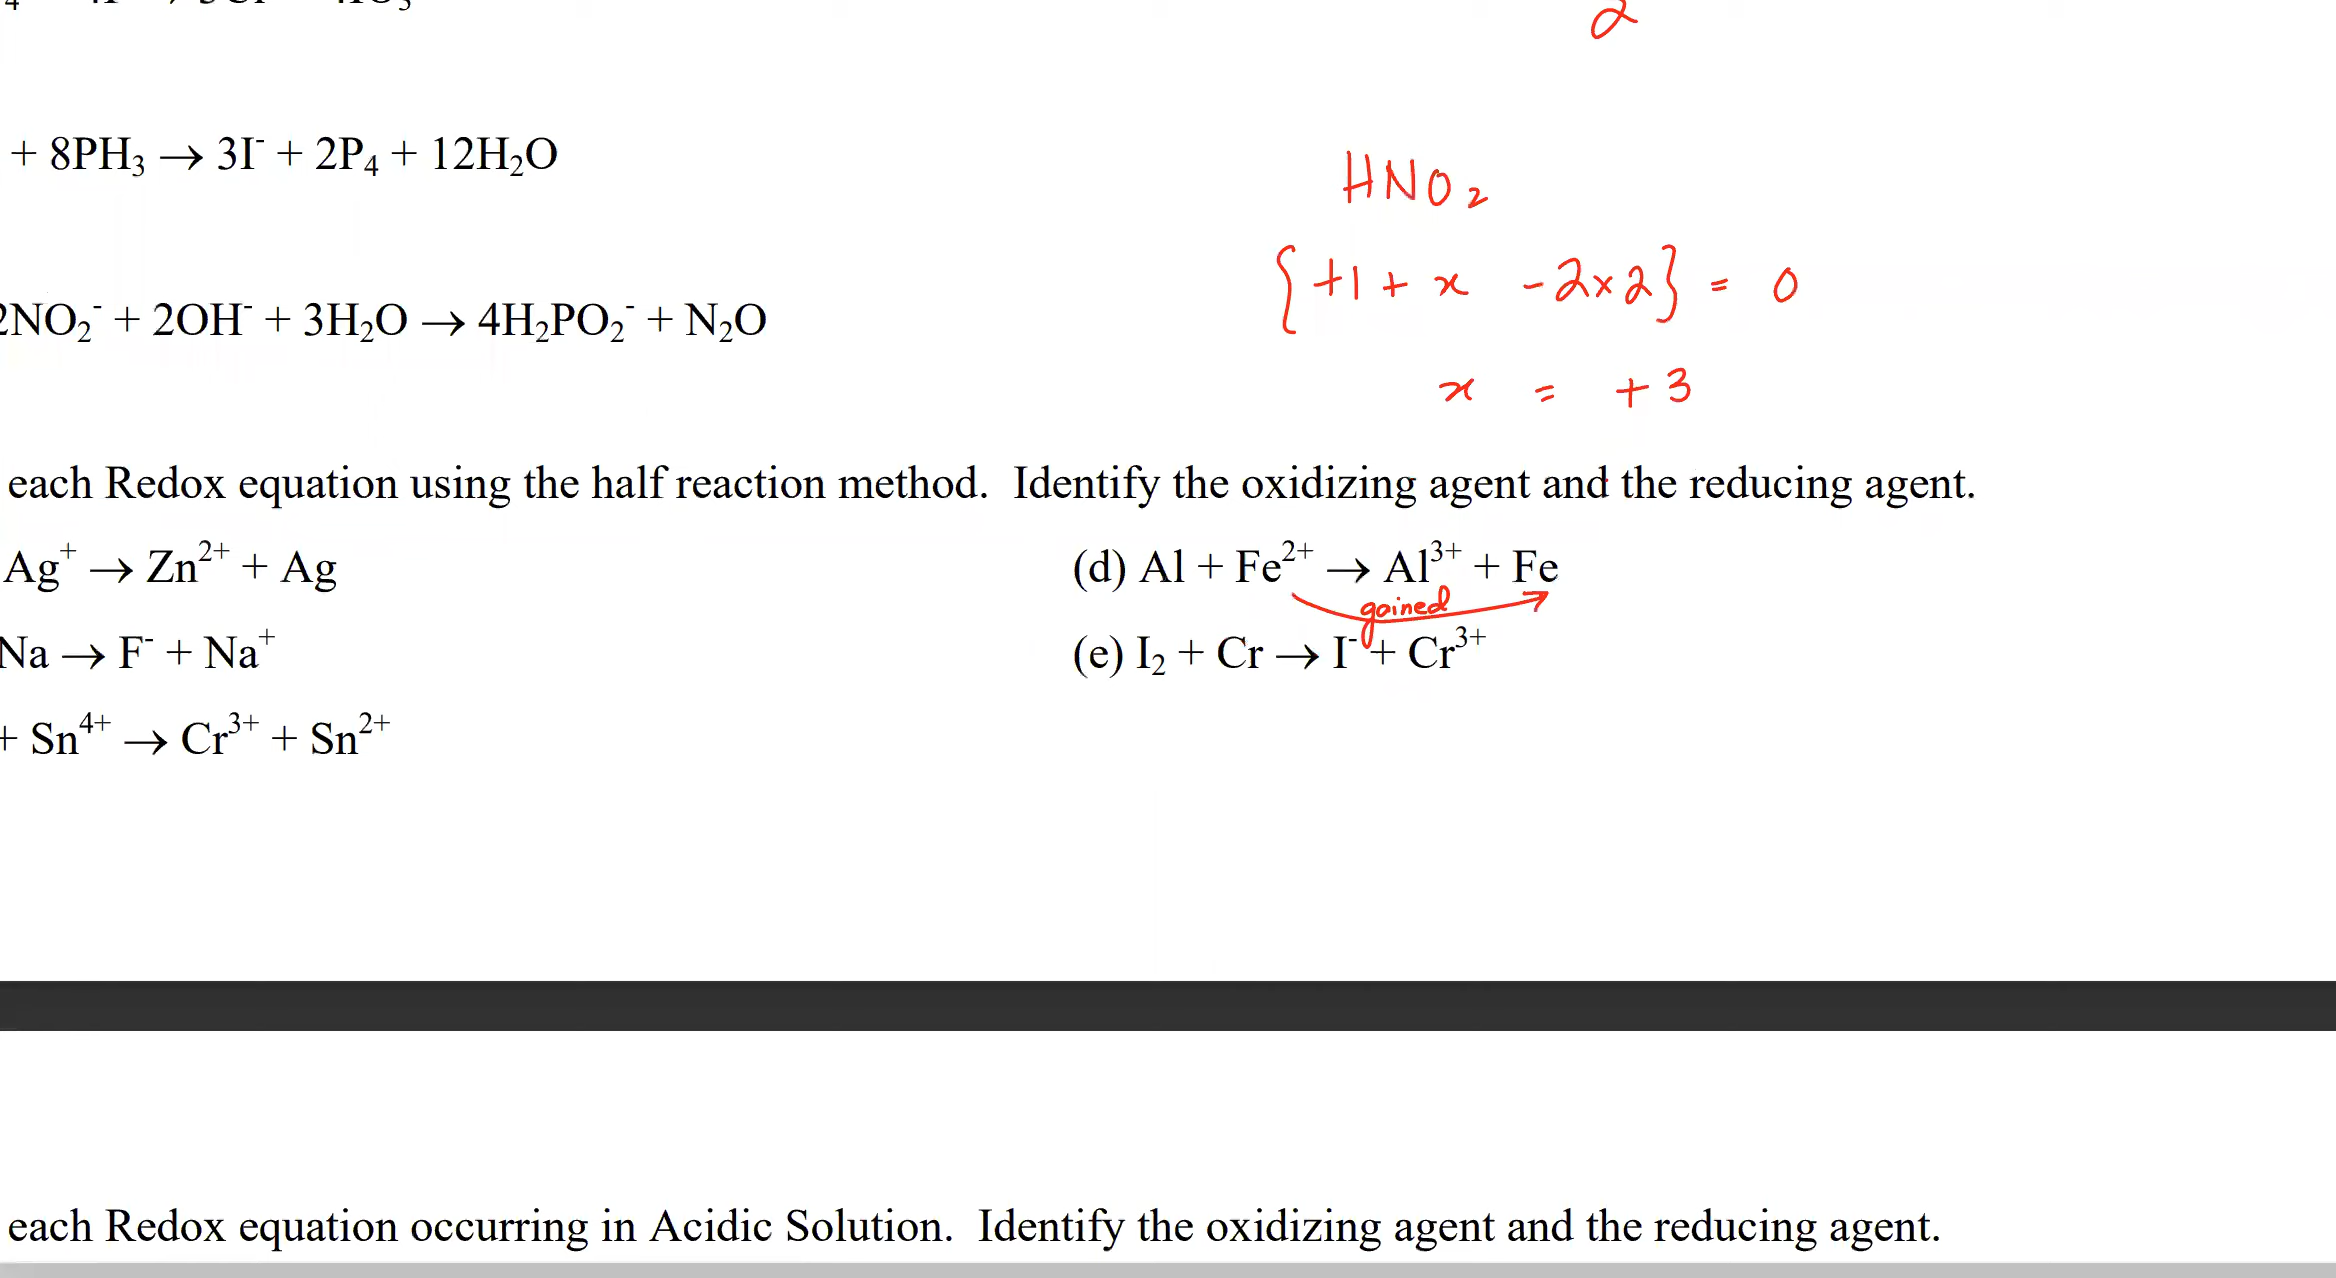 2
+ 8PH₃ → 3I⁻ + 2P₄ + 12H₂O
HNO₂
{+1 + x - 2×2} = 0
2NO₂⁻ + 2OH⁻ + 3H₂O → 4H₂PO₂⁻ + N₂O
x = +3
each Redox equation using the half reaction method. Identify the oxidizing agent and the reducing agent.
Ag⁺ → Zn²⁺ + Ag
(d) Al + Fe²⁺ → Al³⁺ + Fe
gained
Na → F⁻ + Na⁺
(e) I₂ + Cr → I⁻ + Cr³⁺
+ Sn⁴⁺ → Cr³⁺ + Sn²⁺
each Redox equation occurring in Acidic Solution. Identify the oxidizing agent and the reducing agent.